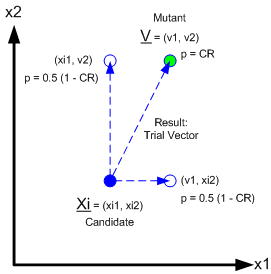 x2
Mutant
V = (v1, v2)
p = CR
(xi1, v2)
p = 0.5 (1 - CR)
Result:
Trial Vector
(v1, xi2)
p = 0.5 (1 - CR)
Xi = (xi1, xi2)
Candidate
x1